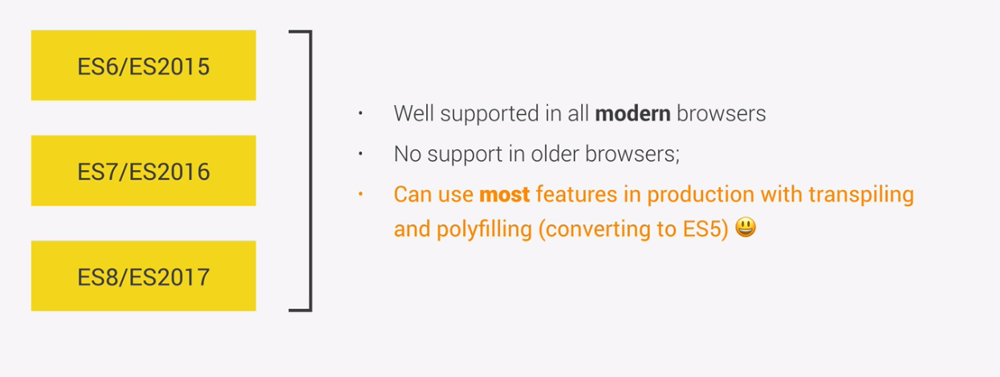 ES6/ES2015
ES7/ES2016
ES8/ES2017
· Well supported in all modern browsers
· No support in older browsers;
· Can use most features in production with transpiling
and polyfilling (converting to ES5) 😃